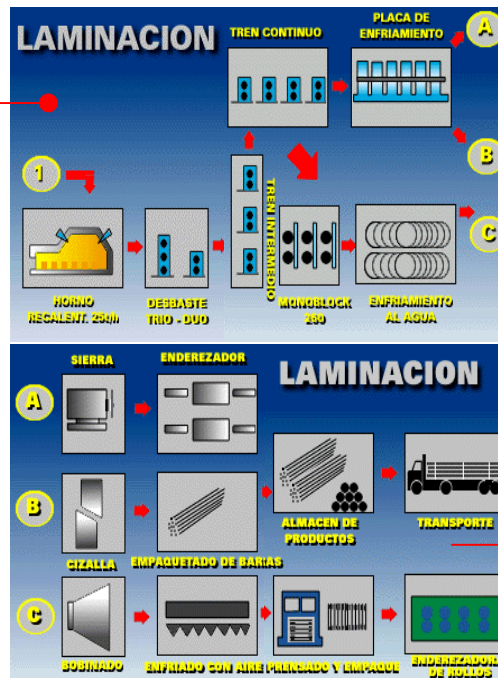 LAMINACION
TREN CONTINUO
PLACA DE
ENFRIAMIENTO
A
B
1
TREN INTERMEDIO
C
HORNO
RECALENT. 25t/h
DESBASTE
TRIO - DUO
MONOBLOCK
260
ENFRIAMIENTO
AL AGUA
LAMINACION
SIERRA
ENDEREZADOR
A
B
CIZALLA
EMPAQUETADO DE BARIAS
ALMACEN DE
PRODUCTOS
TRANSPORTE
C
BOBINADO
ENFRIADO CON AIRE
PRENSADO Y EMPAQUE
ENDEREZADORA
DE ROLLOS